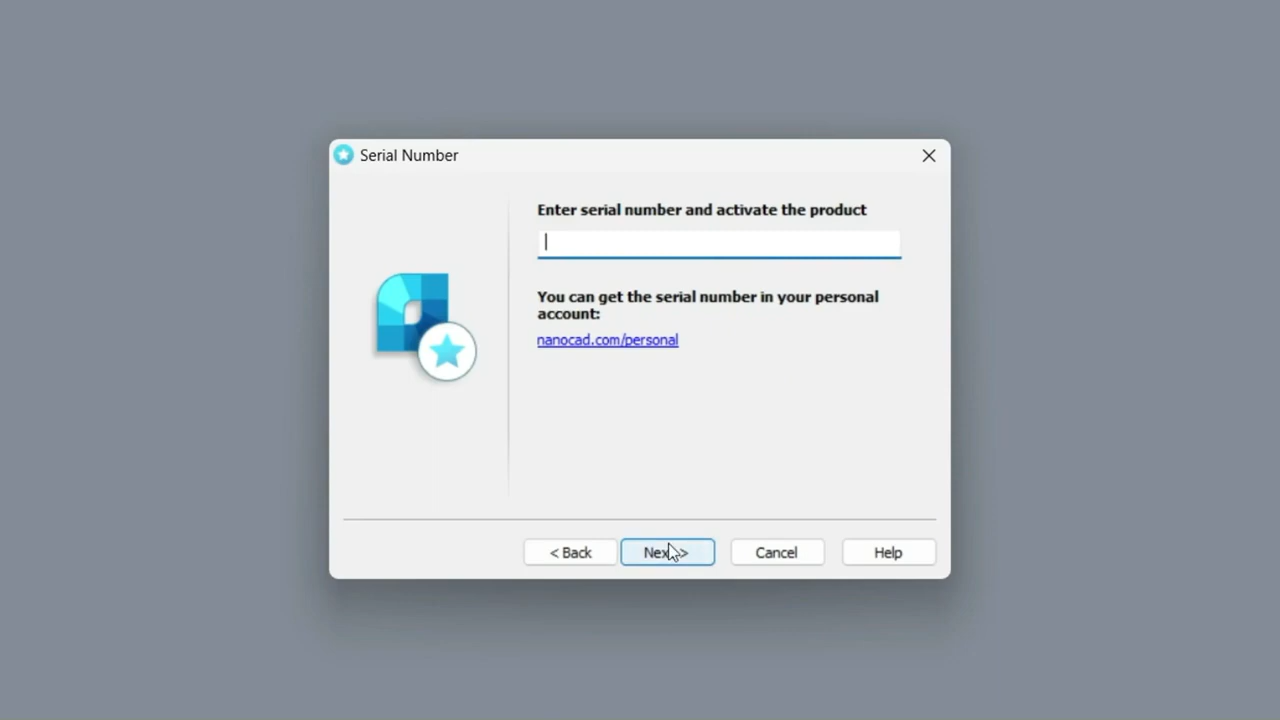 Serial Number
Enter serial number and activate the product
You can get the serial number in your personal
account:
nanocad.com/personal
< Back
Next >
Cancel
Help